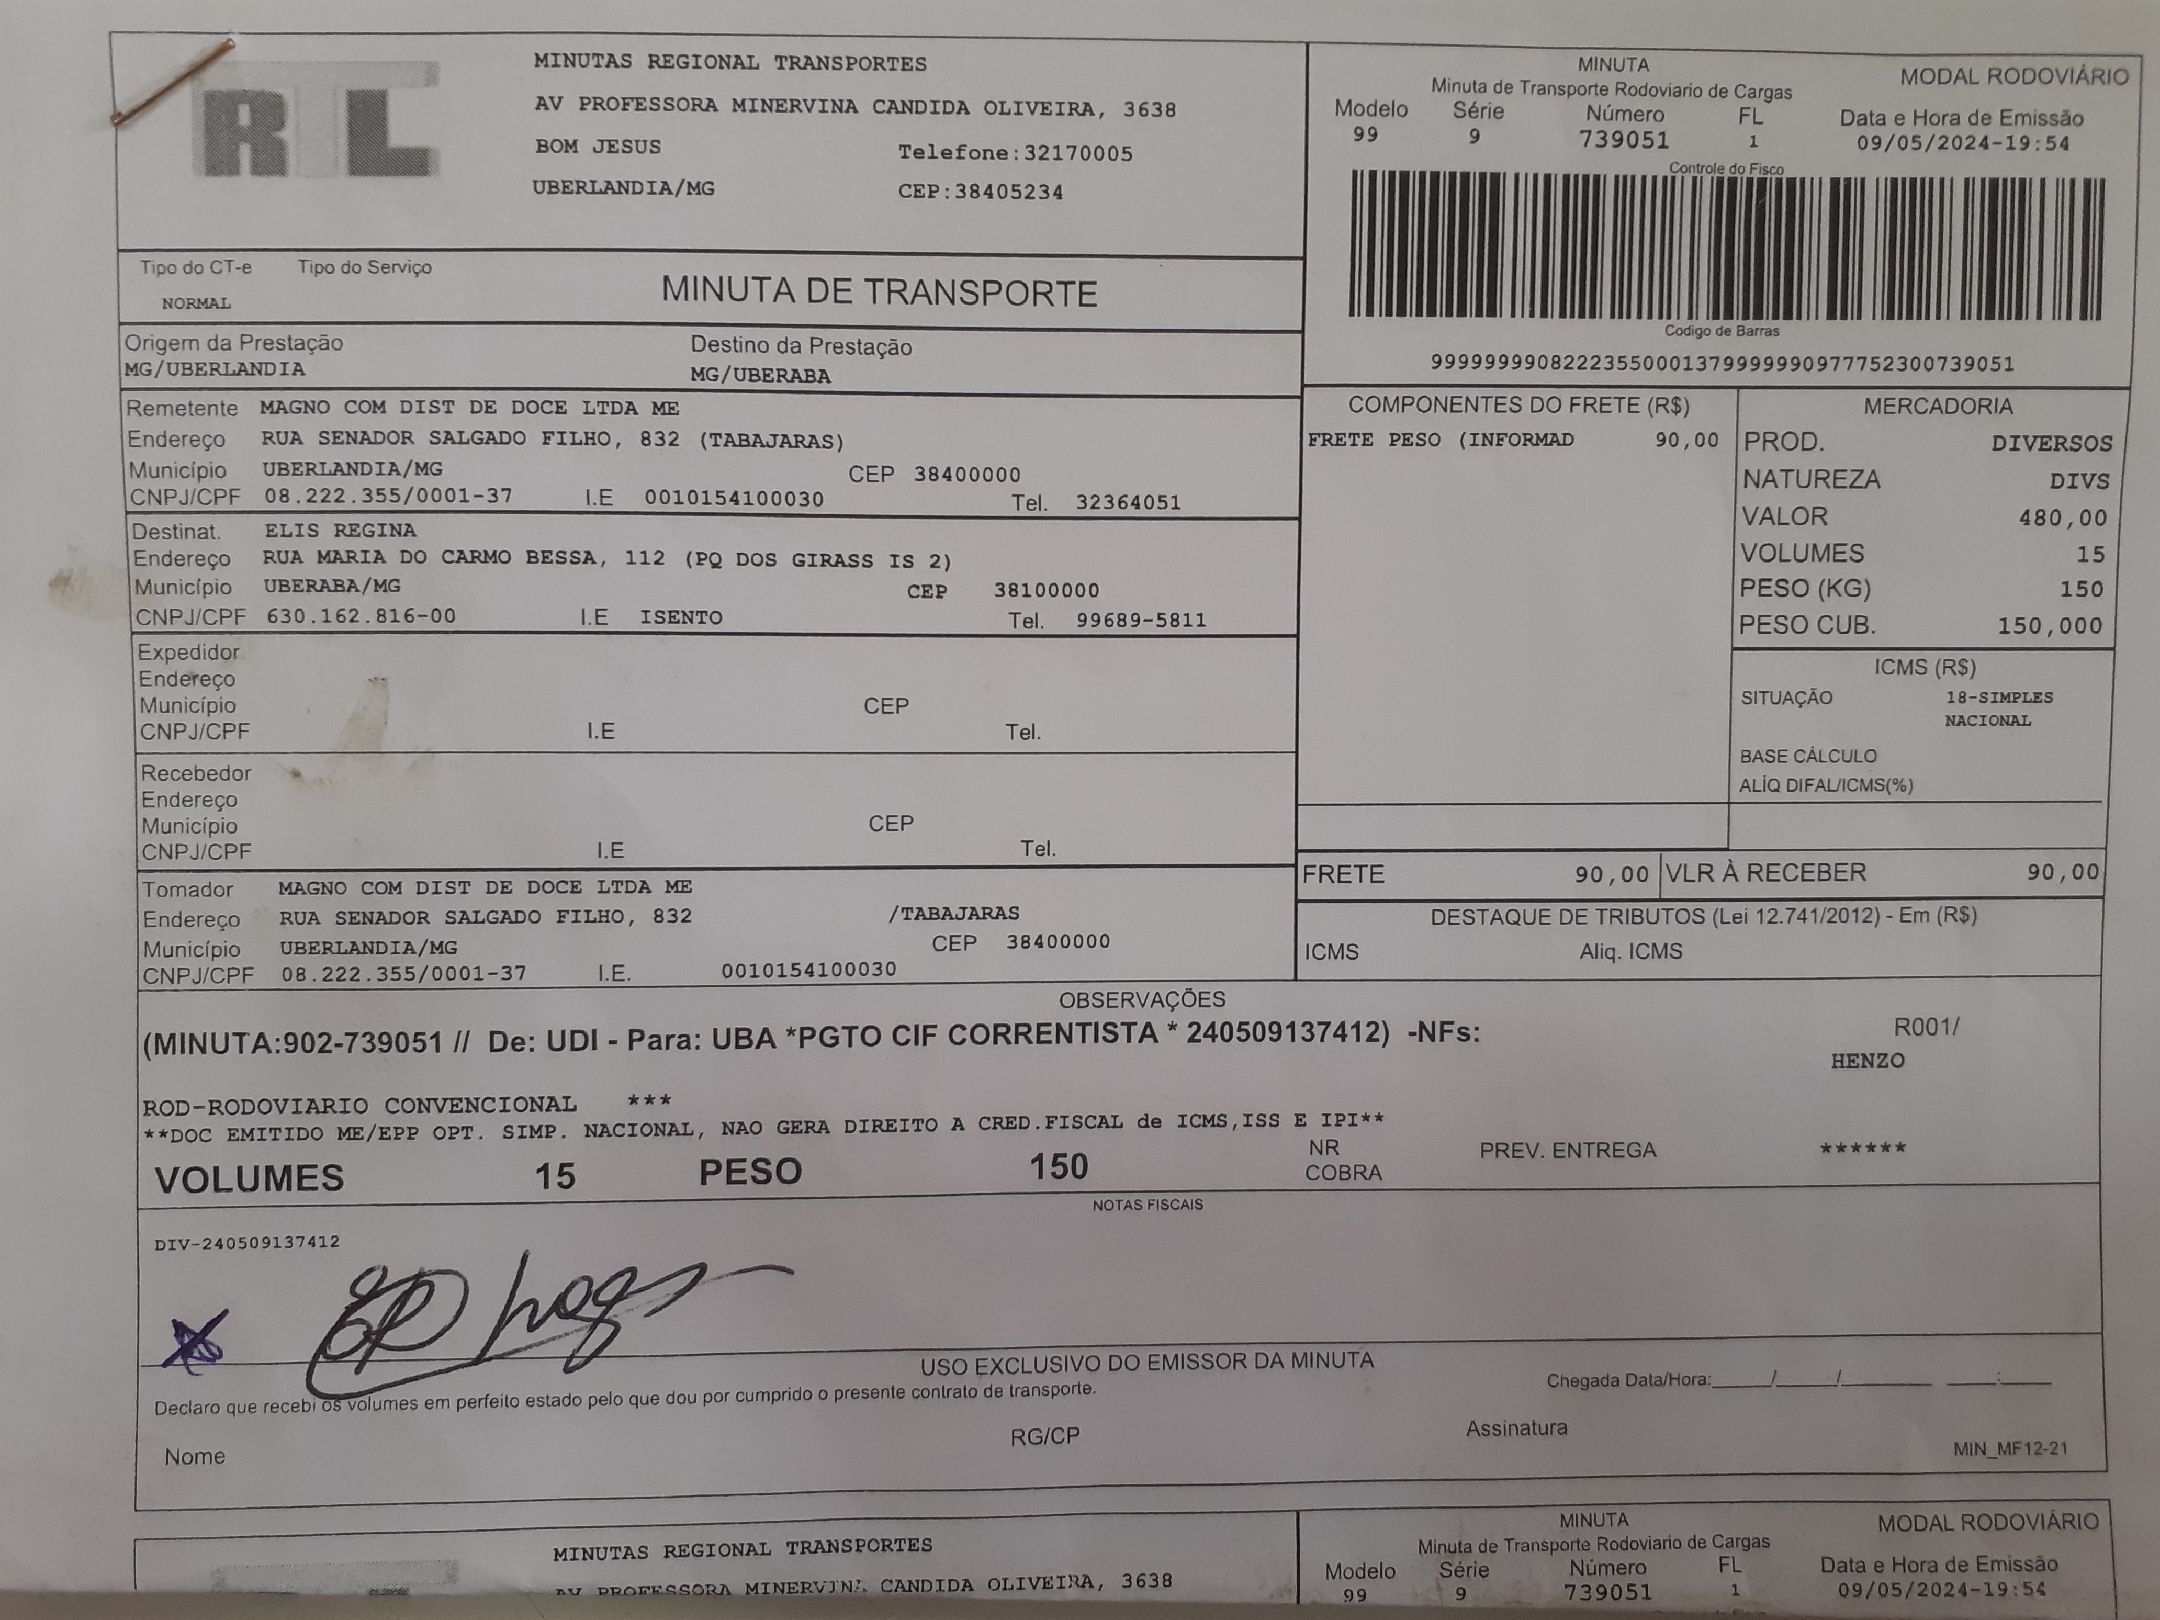 RTL
MINUTAS REGIONAL TRANSPORTES
AV PROFESSORA MINERVINA CANDIDA OLIVEIRA, 3638
BOM JESUS Telefone:32170005
UBERLANDIA/MG CEP:38405234
MINUTA MODAL RODOVIÁRIO
Minuta de Transporte Rodoviario de Cargas
Modelo Série Número FL Data e Hora de Emissão
99 9 739051 1 09/05/2024-19:54
Controle do Fisco
Codigo de Barras
999999990822235500013799999990977752300739051
Tipo do CT-e Tipo do Serviço
NORMAL
MINUTA DE TRANSPORTE
Origem da Prestação Destino da Prestação
MG/UBERLANDIA MG/UBERABA
Remetente MAGNO COM DIST DE DOCE LTDA ME
Endereço RUA SENADOR SALGADO FILHO, 832 (TABAJARAS)
Município UBERLANDIA/MG CEP 38400000
CNPJ/CPF 08.222.355/0001-37 I.E 0010154100030 Tel. 32364051
Destinat. ELIS REGINA
Endereço RUA MARIA DO CARMO BESSA, 112 (PQ DOS GIRASS IS 2)
Município UBERABA/MG CEP 38100000
CNPJ/CPF 630.162.816-00 I.E ISENTO Tel. 99689-5811
Expedidor
Endereço
Município CEP
CNPJ/CPF I.E Tel.
Recebedor
Endereço
Município CEP
CNPJ/CPF I.E Tel.
Tomador MAGNO COM DIST DE DOCE LTDA ME
Endereço RUA SENADOR SALGADO FILHO, 832 /TABAJARAS
Município UBERLANDIA/MG CEP 38400000
CNPJ/CPF 08.222.355/0001-37 I.E. 0010154100030
COMPONENTES DO FRETE (R$)
FRETE PESO (INFORMAD 90,00
MERCADORIA
PROD. DIVERSOS
NATUREZA DIVS
VALOR 480,00
VOLUMES 15
PESO (KG) 150
PESO CUB. 150,000
ICMS (R$)
SITUAÇÃO 18-SIMPLES
NACIONAL
BASE CÁLCULO
ALÍQ DIFAL/ICMS(%)
FRETE 90,00 VLR À RECEBER 90,00
DESTAQUE DE TRIBUTOS (Lei 12.741/2012) - Em (R$)
ICMS Aliq. ICMS
OBSERVAÇÕES
(MINUTA:902-739051 // De: UDI - Para: UBA *PGTO CIF CORRENTISTA * 240509137412) -NFs: R001/
HENZO
ROD-RODOVIARIO CONVENCIONAL ***
**DOC EMITIDO ME/EPP OPT. SIMP. NACIONAL, NAO GERA DIREITO A CRED.FISCAL de ICMS,ISS E IPI**
VOLUMES 15 PESO 150 NR COBRA PREV. ENTREGA ******
NOTAS FISCAIS
DIV-240509137412
USO EXCLUSIVO DO EMISSOR DA MINUTA
Declaro que recebi os volumes em perfeito estado pelo que dou por cumprido o presente contrato de transporte.
Chegada Data/Hora:____/____/______ ___:____
Nome RG/CP Assinatura
MIN_MF12-21
MINUTAS REGIONAL TRANSPORTES
AV PROFESSORA MINERVINA CANDIDA OLIVEIRA, 3638
MINUTA MODAL RODOVIÁRIO
Minuta de Transporte Rodoviario de Cargas
Modelo Série Número FL Data e Hora de Emissão
99 9 739051 1 09/05/2024-19:54